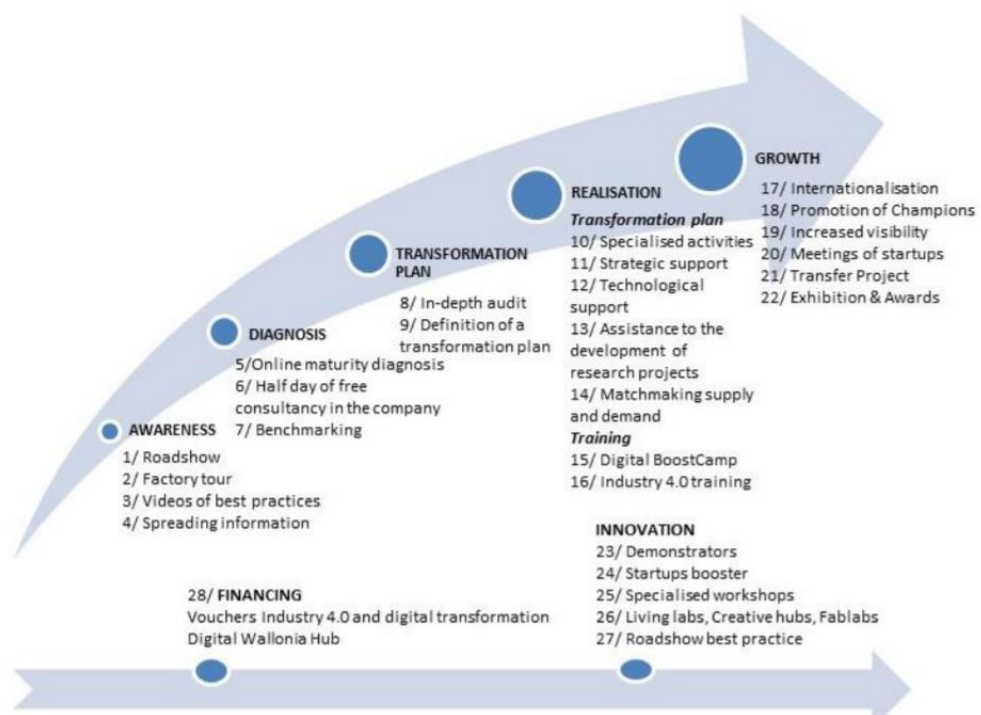 AWARENESS
1/ Roadshow
2/ Factory tour
3/ Videos of best practices
4/ Spreading information
DIAGNOSIS
5/Online maturity diagnosis
6/ Half day of free
consultancy in the company
7/ Benchmarking
TRANSFORMATION
PLAN
8/ In-depth audit
9/ Definition of a
transformation plan
REALISATION
Transformation plan
10/ Specialised activities
11/ Strategic support
12/ Technological
support
13/ Assistance to the
development of
research projects
14/ Matchmaking supply
and demand
Training
15/ Digital BoostCamp
16/ Industry 4.0 training
GROWTH
17/ Internationalisation
18/ Promotion of Champions
19/ Increased visibility
20/ Meetings of startups
21/ Transfer Project
22/ Exhibition & Awards
28/ FINANCING
Vouchers Industry 4.0 and digital transformation
Digital Wallonia Hub
INNOVATION
23/ Demonstrators
24/ Startups booster
25/ Specialised workshops
26/ Living labs, Creative hubs, Fablabs
27/ Roadshow best practice